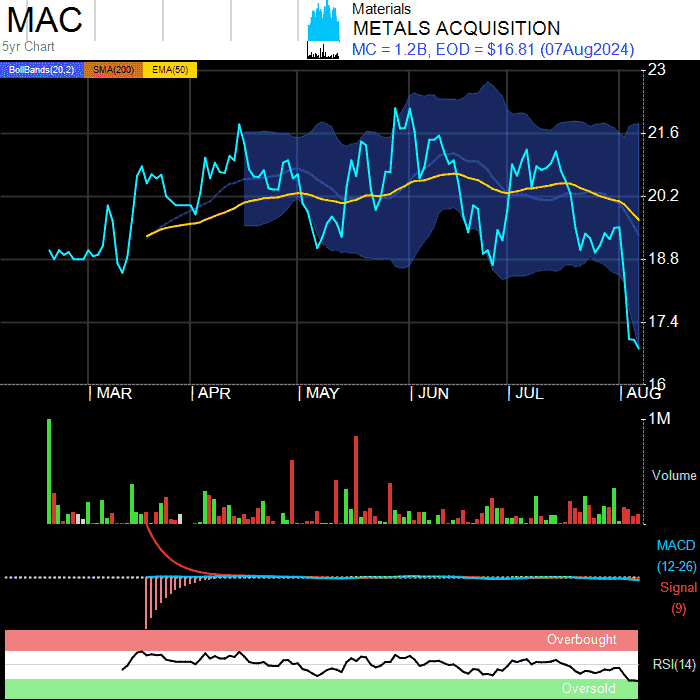 MAC
5yr Chart
Materials
METALS ACQUISITION
MC = 1.2B, EOD = $16.81 (07Aug2024)
BollBands(20,2) SMA(200) EMA(50)
23
21.6
20.2
18.8
17.4
16
| MAR | APR | MAY | JUN | JUL | AUG
1M
Volume
MACD
(12-26)
Signal
(9)
Overbought
RSI(14)
Oversold